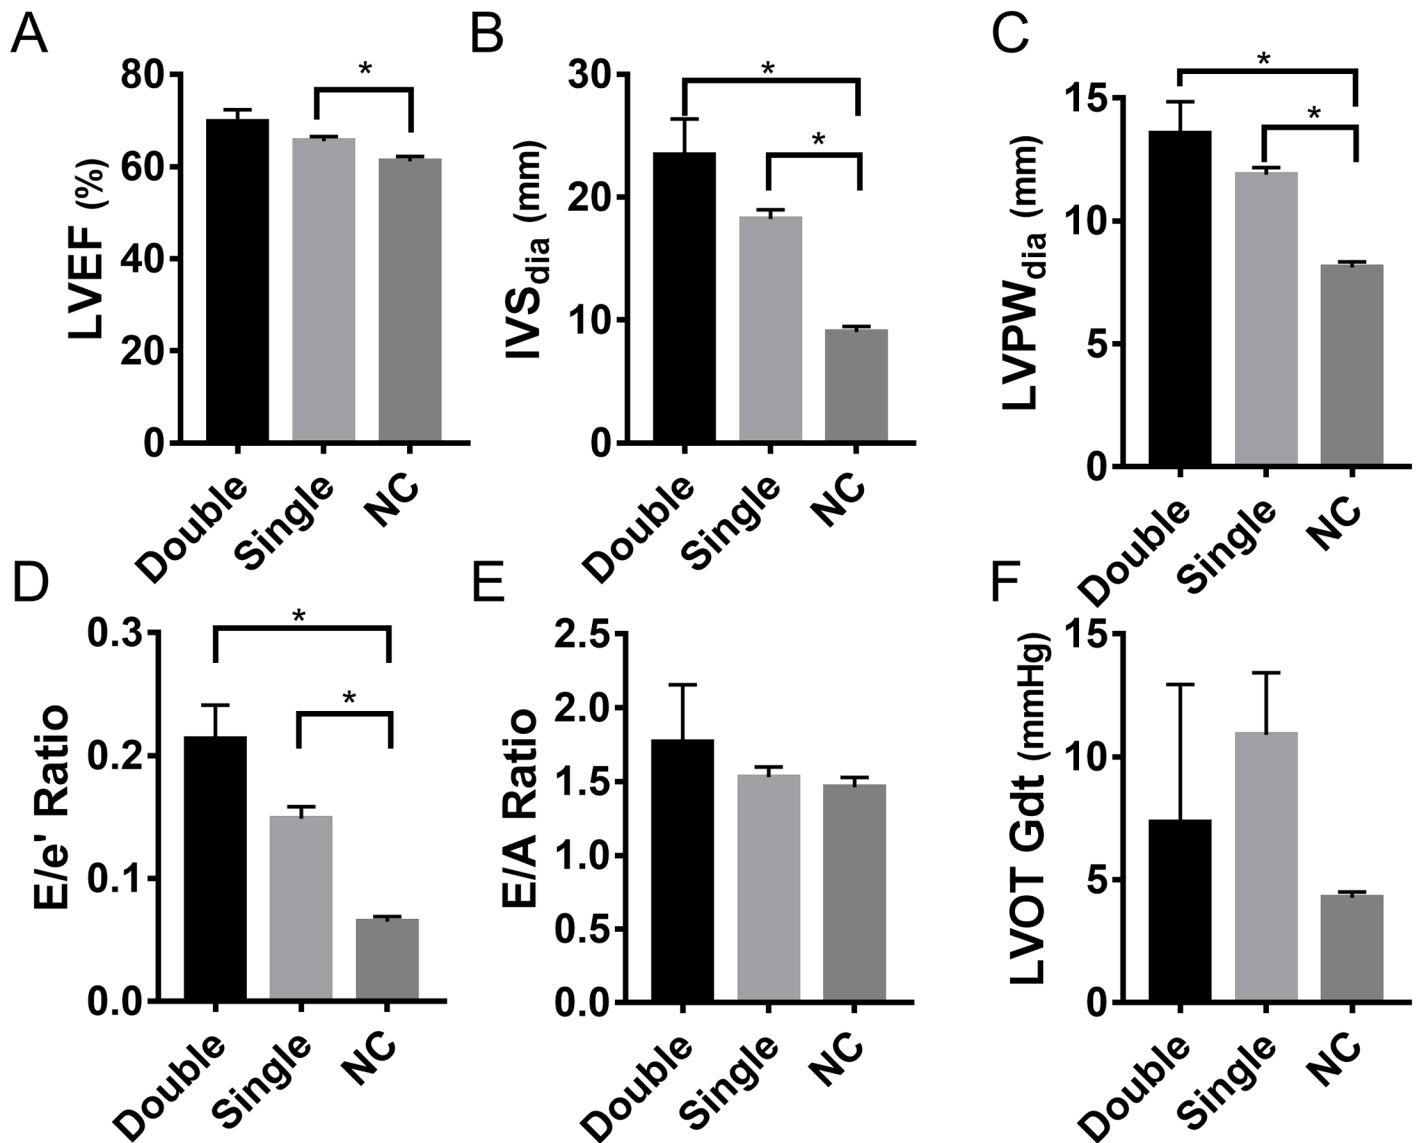 A
LVEF (%)
80
60
40
20
0
*
Double
Single
NC
B
IVSdia (mm)
30
20
10
0
*
*
Double
Single
NC
C
LVPWdia (mm)
15
10
5
0
*
*
Double
Single
NC
D
E/e' Ratio
0.3
0.2
0.1
0.0
*
*
Double
Single
NC
E
E/A Ratio
2.5
2.0
1.5
1.0
0.5
0.0
Double
Single
NC
F
LVOT Gdt (mmHg)
15
10
5
0
Double
Single
NC